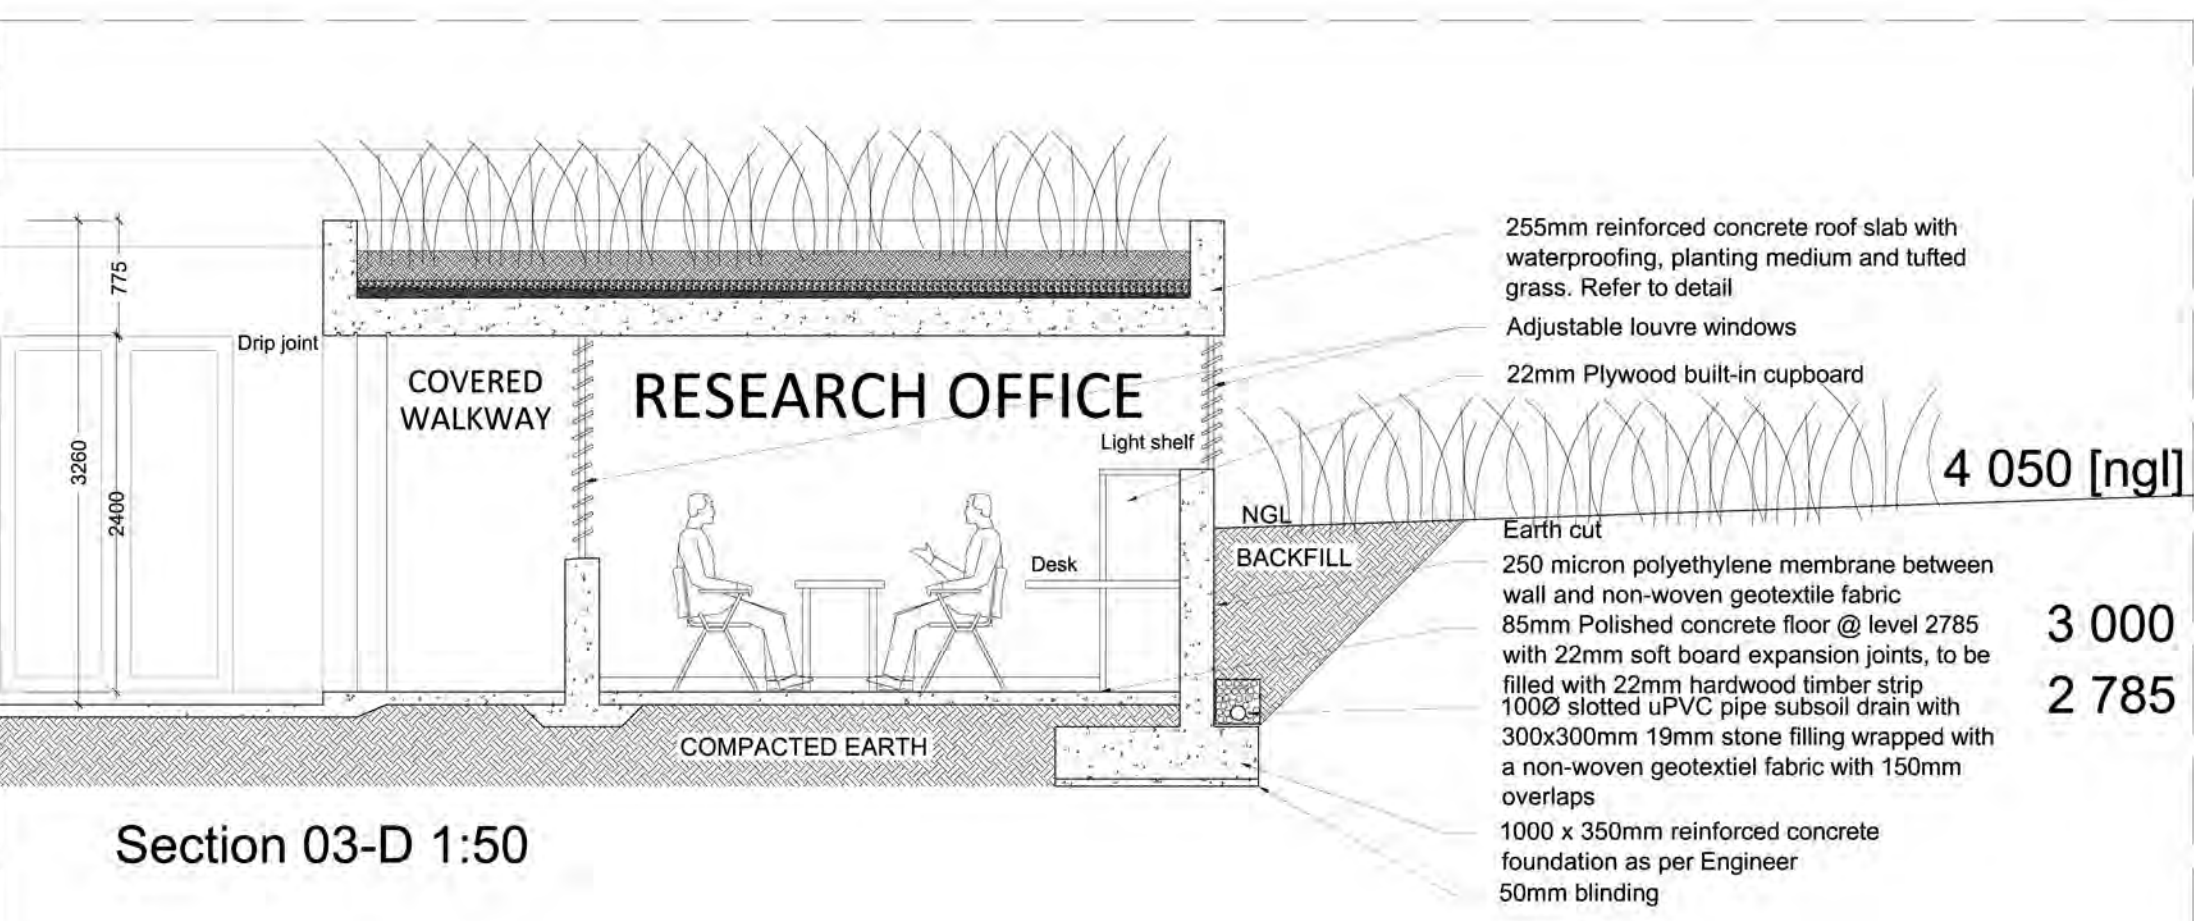 775
3260
2400
Drip joint
COVERED
WALKWAY
RESEARCH OFFICE
Light shelf
Desk
NGL
BACKFILL
COMPACTED EARTH
255mm reinforced concrete roof slab with
waterproofing, planting medium and tufted
grass. Refer to detail
Adjustable louvre windows
22mm Plywood built-in cupboard
4 050 [ngl]
Earth cut
250 micron polyethylene membrane between
wall and non-woven geotextile fabric
85mm Polished concrete floor @ level 2785
with 22mm soft board expansion joints, to be
filled with 22mm hardwood timber strip
100Ø slotted uPVC pipe subsoil drain with
300x300mm 19mm stone filling wrapped with
a non-woven geotextiel fabric with 150mm
overlaps
1000 x 350mm reinforced concrete
foundation as per Engineer
50mm blinding
3 000
2 785
Section 03-D 1:50